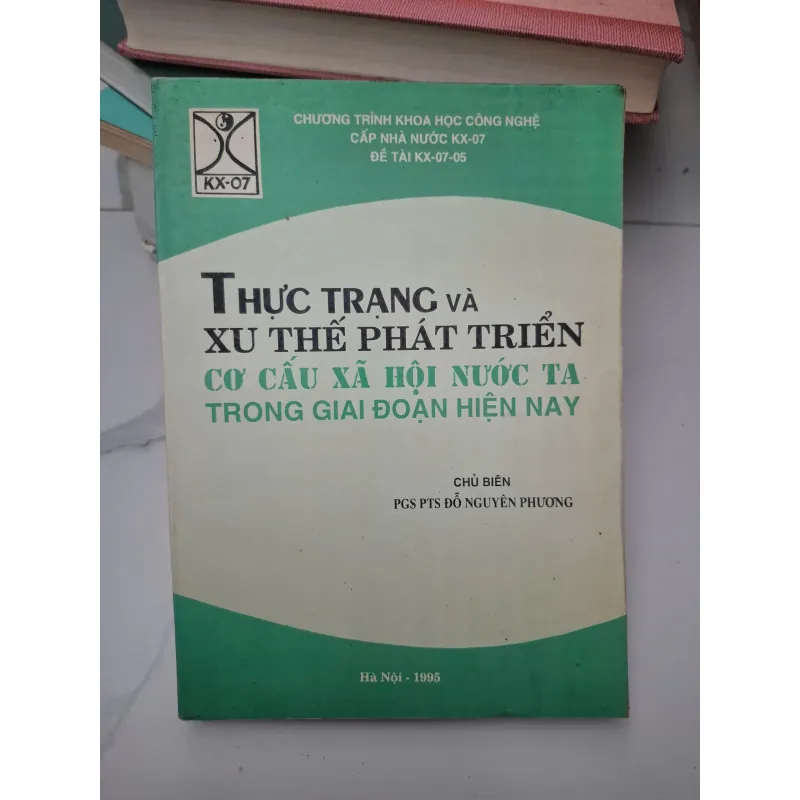 KX-07
CHƯƠNG TRÌNH KHOA HỌC CÔNG NGHỆ
CẤP NHÀ NƯỚC KX-07
ĐỀ TÀI KX-07-05
THỰC TRẠNG VÀ
XU THẾ PHÁT TRIỂN
CƠ CẤU XÃ HỘI NƯỚC TA
TRONG GIAI ĐOẠN HIỆN NAY
CHỦ BIÊN
PGS PTS ĐỖ NGUYÊN PHƯƠNG
Hà Nội - 1995